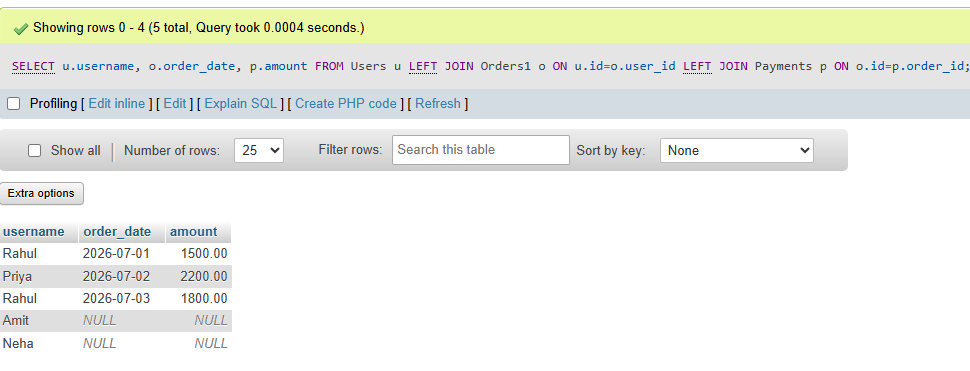 Showing rows 0 - 4 (5 total, Query took 0.0004 seconds.)
SELECT u.username, o.order_date, p.amount FROM Users u LEFT JOIN Orders1 o ON u.id=o.user_id LEFT JOIN Payments p ON o.id=p.order_id;
Profiling [ Edit inline ] [ Edit ] [ Explain SQL ] [ Create PHP code ] [ Refresh ]
Show all | Number of rows: 25 Filter rows: Search this table Sort by key: None
Extra options
username order_date amount
Rahul 2026-07-01 1500.00
Priya 2026-07-02 2200.00
Rahul 2026-07-03 1800.00
Amit NULL NULL
Neha NULL NULL